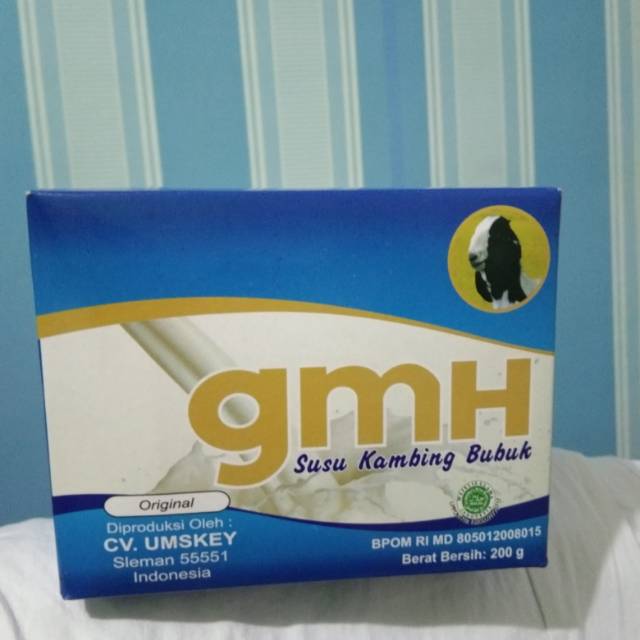 gmH
Susu Kambing Bubuk
Original
Diproduksi Oleh :
CV. UMSKEY
Sleman 55551
Indonesia
BPOM RI MD 805012008015
Berat Bersih: 200 g